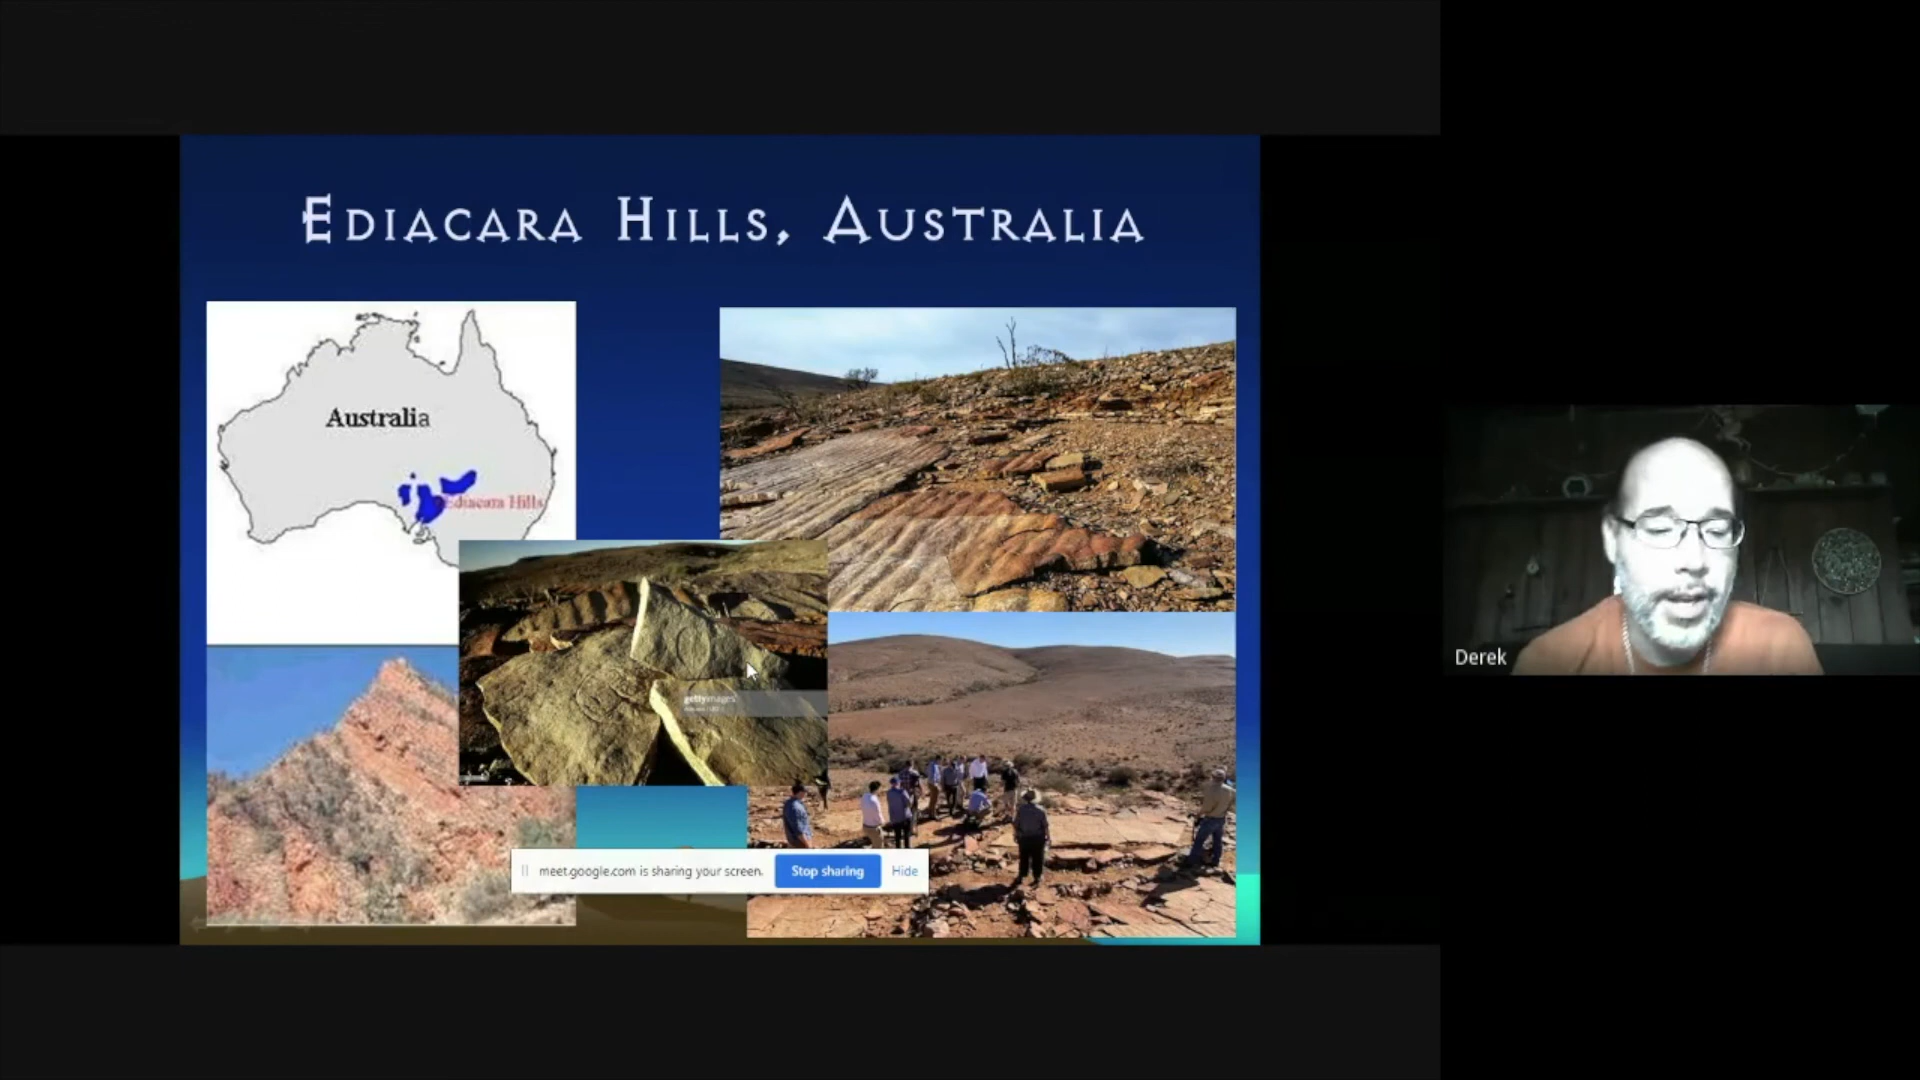 EDIACARA HILLS, AUSTRALIA
Australia
Ediacara Hills
gettyimages
meet.google.com is sharing your screen.
Stop sharing
Hide
Derek